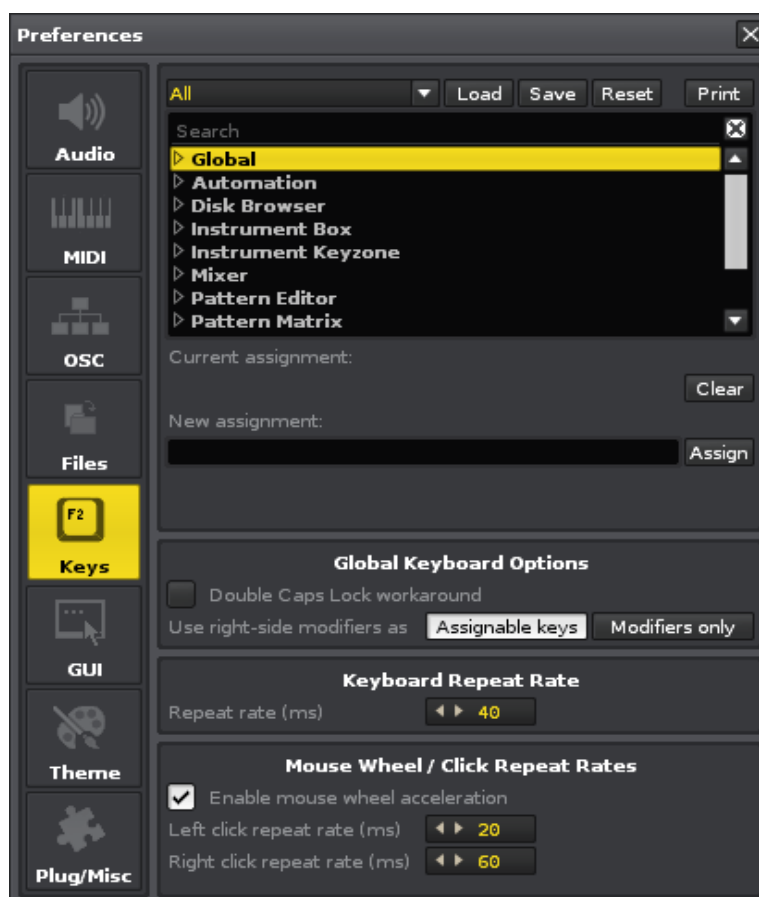 Preferences
Audio
MIDI
OSC
Files
F2
Keys
GUI
Theme
Plug/Misc
All Load Save Reset Print
Search
Global
Automation
Disk Browser
Instrument Box
Instrument Keyzone
Mixer
Pattern Editor
Pattern Matrix
Current assignment:
Clear
New assignment:
Assign
Global Keyboard Options
Double Caps Lock workaround
Use right-side modifiers as Assignable keys Modifiers only
Keyboard Repeat Rate
Repeat rate (ms) 40
Mouse Wheel / Click Repeat Rates
Enable mouse wheel acceleration
Left click repeat rate (ms) 20
Right click repeat rate (ms) 60